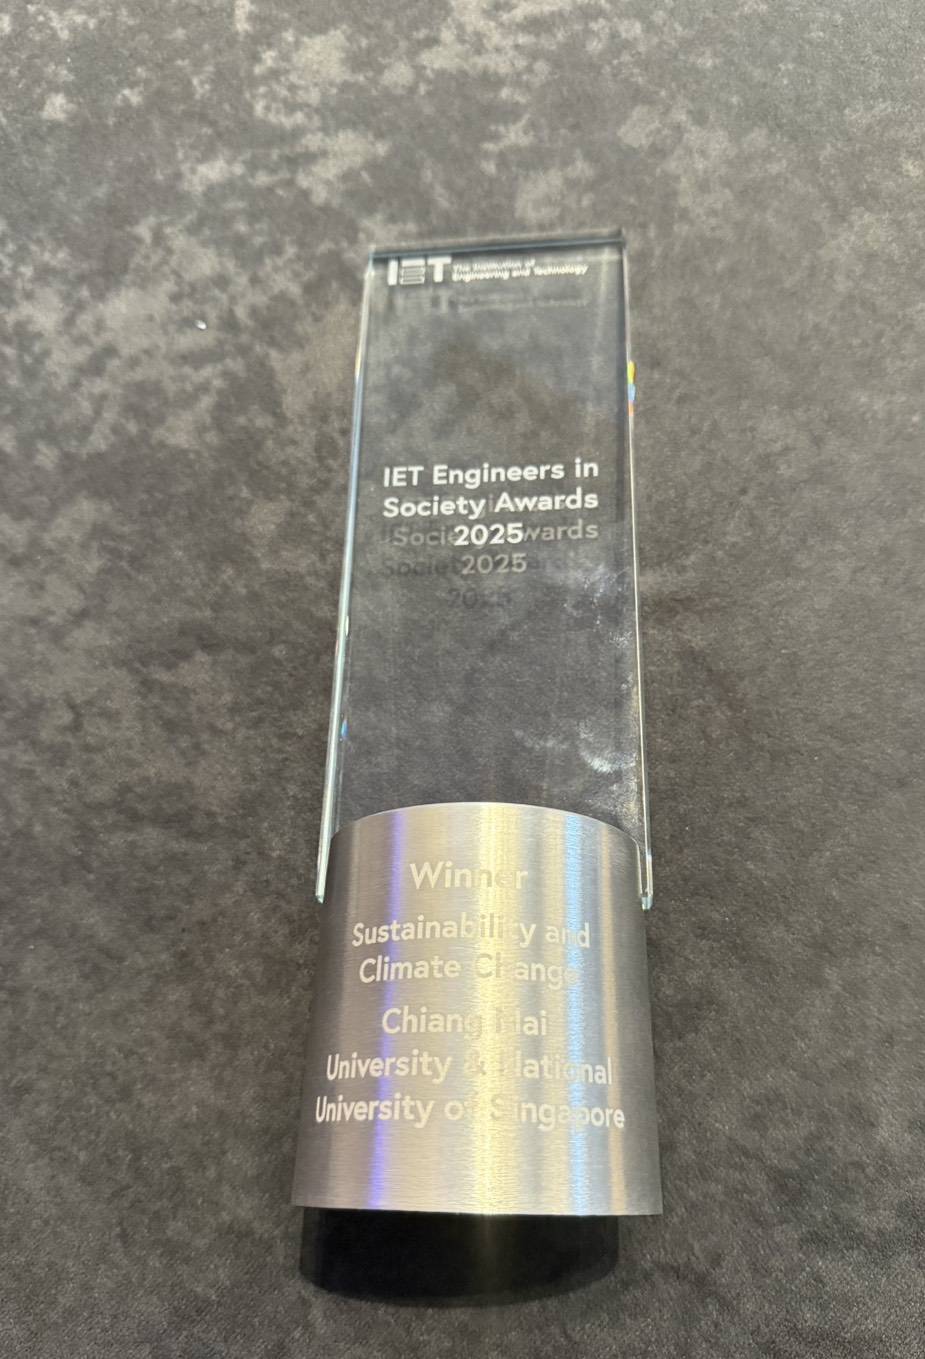 IET The Institution of
Engineering and Technology
IET Engineers in
Society Awards
2025
Winner
Sustainability and
Climate Change
Chiang Mai
University & National
University of Singapore